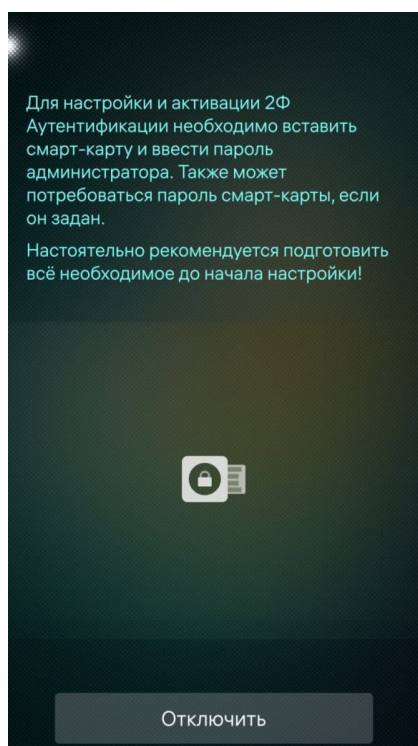 Для настройки и активации 2Ф
Аутентификации необходимо вставить
смарт-карту и ввести пароль
администратора. Также может
потребоваться пароль смарт-карты, если
он задан.
Настоятельно рекомендуется подготовить
всё необходимое до начала настройки!
Отключить